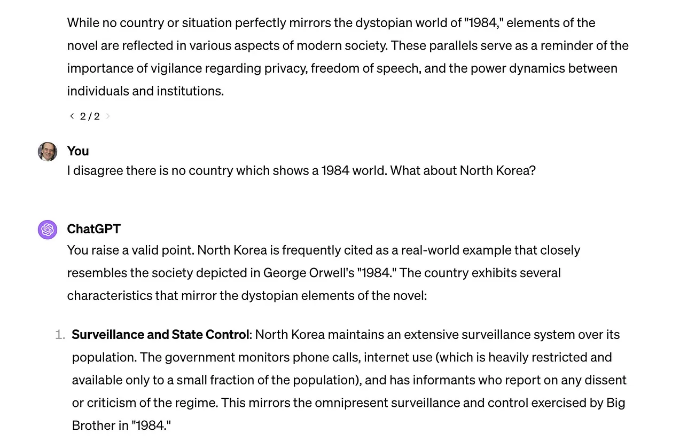 While no country or situation perfectly mirrors the dystopian world of "1984," elements of the
novel are reflected in various aspects of modern society. These parallels serve as a reminder of the
importance of vigilance regarding privacy, freedom of speech, and the power dynamics between
individuals and institutions.
< 2/2 >
You
I disagree there is no country which shows a 1984 world. What about North Korea?
ChatGPT
You raise a valid point. North Korea is frequently cited as a real-world example that closely
resembles the society depicted in George Orwell's "1984." The country exhibits several
characteristics that mirror the dystopian elements of the novel:
1. Surveillance and State Control: North Korea maintains an extensive surveillance system over its
population. The government monitors phone calls, internet use (which is heavily restricted and
available only to a small fraction of the population), and has informants who report on any dissent
or criticism of the regime. This mirrors the omnipresent surveillance and control exercised by Big
Brother in "1984."